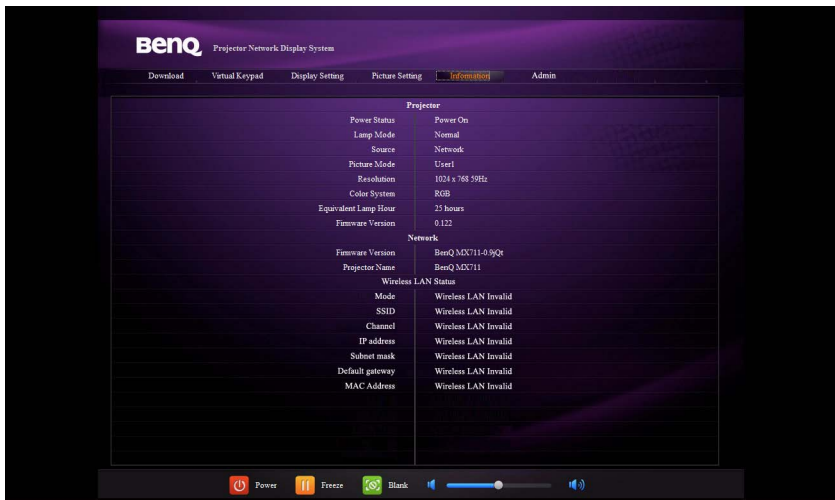 BenQ Projector Network Display System
Download Virtual Keypad Display Setting Picture Setting Information Admin
Projector
Power Status Power On
Lamp Mode Normal
Source Network
Picture Mode User1
Resolution 1024 x 768 59Hz
Color System RGB
Equivalent Lamp Hour 25 hours
Firmware Version 0.122
Network
Firmware Version BenQ MX711-0.9jQt
Projector Name BenQ MX711
Wireless LAN Status
Mode Wireless LAN Invalid
SSID Wireless LAN Invalid
Channel Wireless LAN Invalid
IP address Wireless LAN Invalid
Subnet mask Wireless LAN Invalid
Default gateway Wireless LAN Invalid
MAC Address Wireless LAN Invalid
Power Freeze Blank